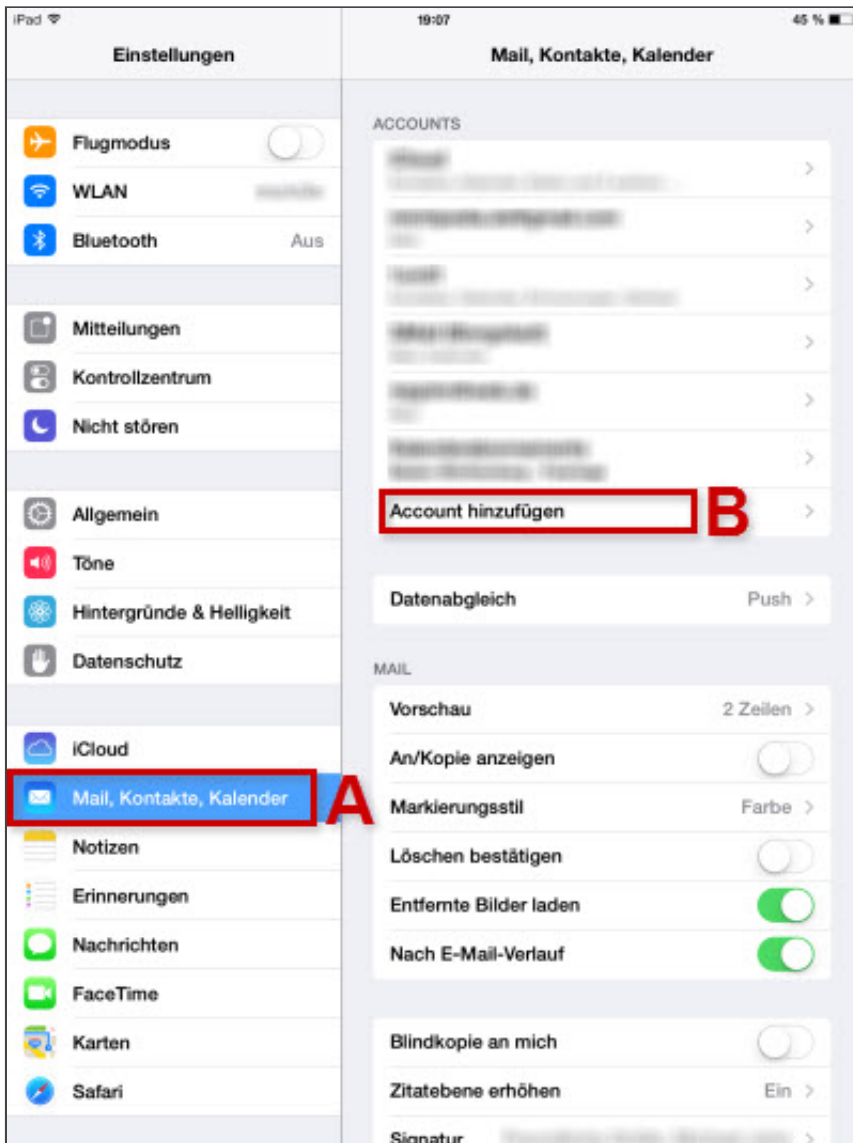 iPad 19:07 45 %
Einstellungen
Flugmodus
WLAN
Bluetooth Aus
Mitteilungen
Kontrollzentrum
Nicht stören
Allgemein
Töne
Hintergründe & Helligkeit
Datenschutz
iCloud
Mail, Kontakte, Kalender A
Notizen
Erinnerungen
Nachrichten
FaceTime
Karten
Safari
Mail, Kontakte, Kalender
ACCOUNTS
Account hinzufügen B
Datenabgleich Push
MAIL
Vorschau 2 Zeilen
An/Kopie anzeigen
Markierungsstil Farbe
Löschen bestätigen
Entfernte Bilder laden
Nach E-Mail-Verlauf
Blindkopie an mich
Zitatebene erhöhen Ein
Signatur